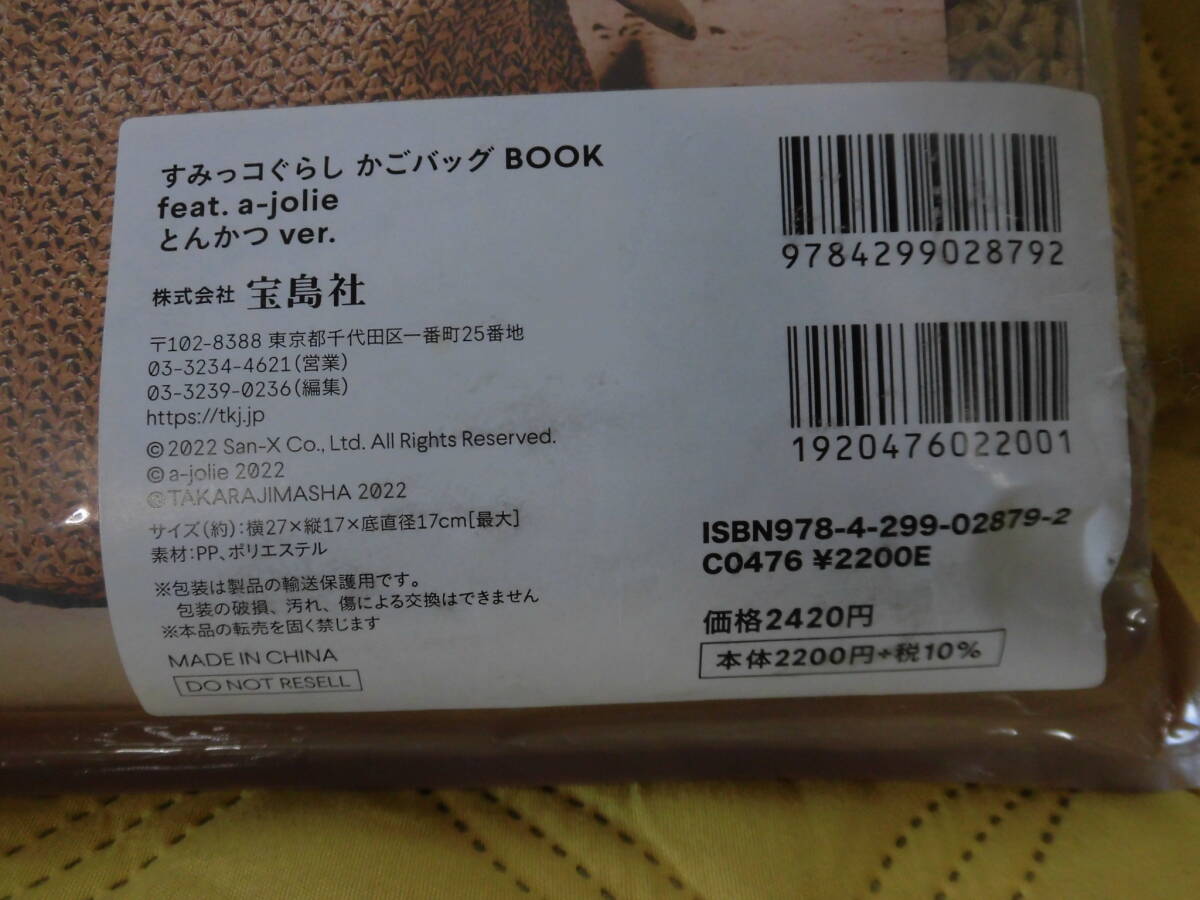 すみっコぐらし かごバッグ BOOK
feat. a-jolie
とんかつ ver.
株式会社 宝島社
〒102-8388 東京都千代田区一番町25番地
03-3234-4621(営業)
03-3239-0236(編集)
https://tkj.jp
©2022 San-X Co., Ltd. All Rights Reserved.
©a-jolie 2022
©TAKARAJIMASHA 2022
サイズ(約):横27×縦17×底直径17cm[最大]
素材:PP、ポリエステル
※包装は製品の輸送保護用です。
包装の破損、汚れ、傷による交換はできません
※本品の転売を固く禁じます
MADE IN CHINA
DO NOT RESELL
9784299028792
1920476022001
ISBN978-4-299-02879-2
C0476 ¥2200E
価格2420円
本体2200円+税10%